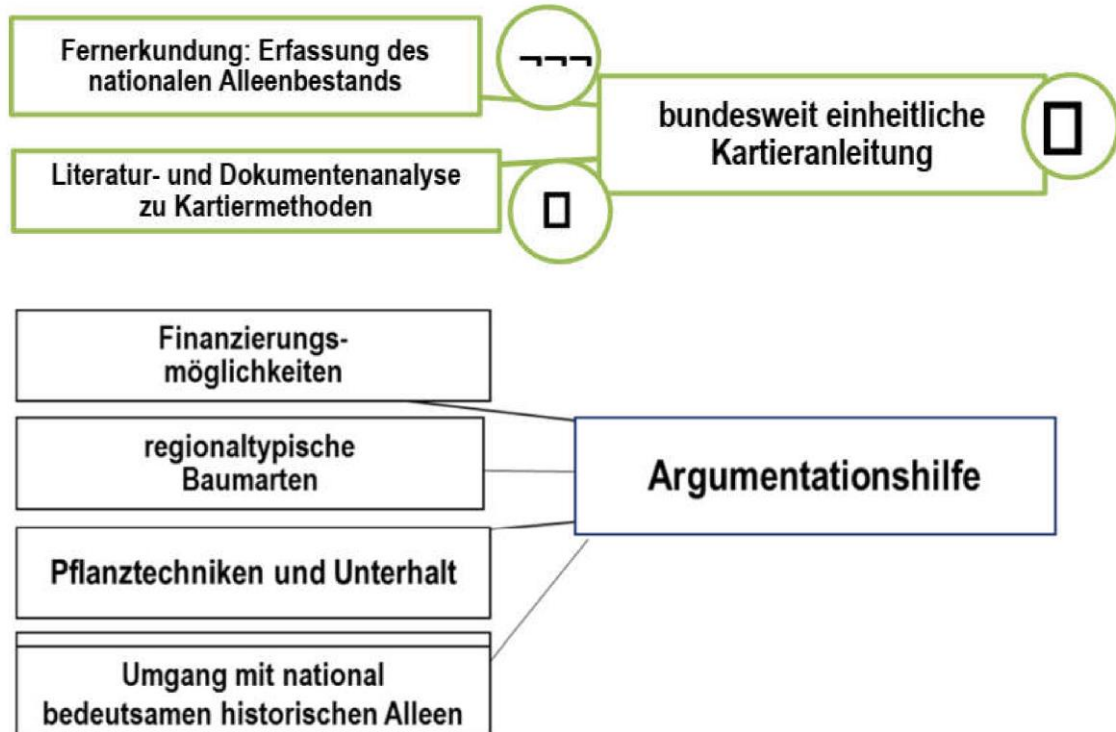 Fernerkundung: Erfassung des
nationalen Alleenbestands
¬¬¬
bundesweit einheitliche
Kartieranleitung
Literatur- und Dokumentenanalyse
zu Kartiermethoden
Finanzierungs-
möglichkeiten
regionaltypische
Baumarten
Argumentationshilfe
Pflanztechniken und Unterhalt
Umgang mit national
bedeutsamen historischen Alleen